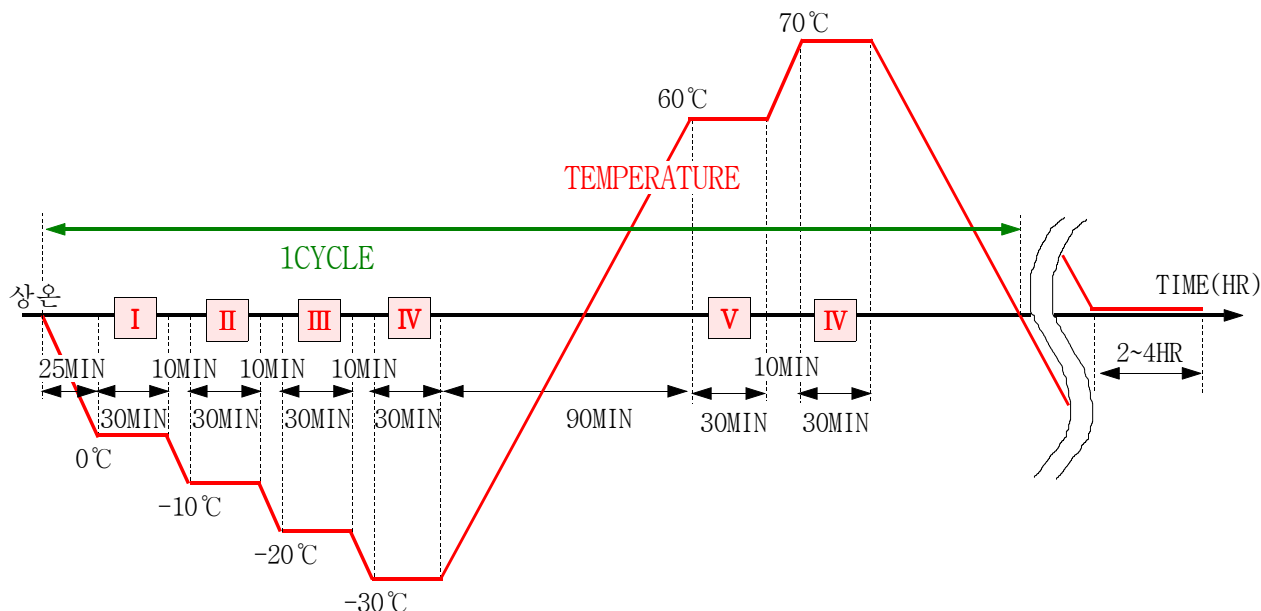 70℃
60℃
TEMPERATURE
1CYCLE
상온
TIME(HR)
Ⅰ
Ⅱ
Ⅲ
Ⅳ
Ⅴ
Ⅳ
25MIN
10MIN
10MIN
10MIN
10MIN
2~4HR
30MIN
30MIN
30MIN
30MIN
90MIN
30MIN
30MIN
0℃
-10℃
-20℃
-30℃